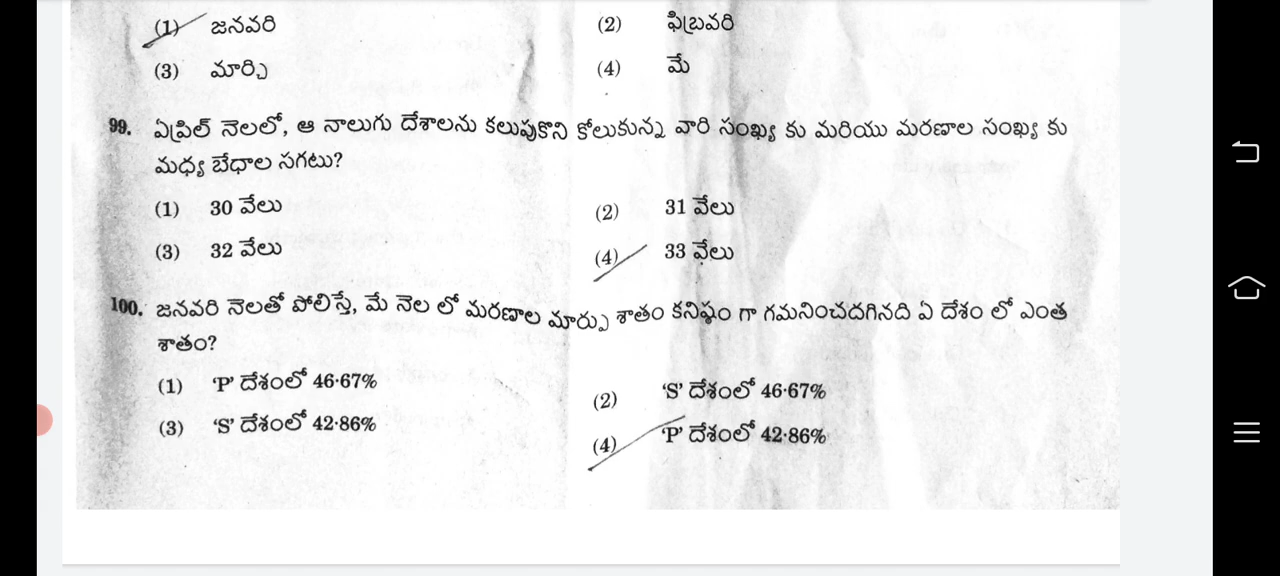 (1) జనవరి (2) ఫిబ్రవరి
(3) మార్చి (4) మే
99. ఏప్రిల్ నెలలో, ఆ నాలుగు దేశాలను కలుపుకొని కోలుకున్న వారి సంఖ్య కు మరియు మరణాల సంఖ్య కు
మధ్య బేధాల సగటు?
(1) 30 వేలు (2) 31 వేలు
(3) 32 వేలు (4) 33 వేలు
100. జనవరి నెలతో పోలిస్తే, మే నెల లో మరణాల మార్పు శాతం కనిష్ఠం గా గమనించదగినది ఏ దేశం లో ఎంత
శాతం?
(1) 'P' దేశంలో 46·67% (2) 'S' దేశంలో 46·67%
(3) 'S' దేశంలో 42·86% (4) 'P' దేశంలో 42·86%